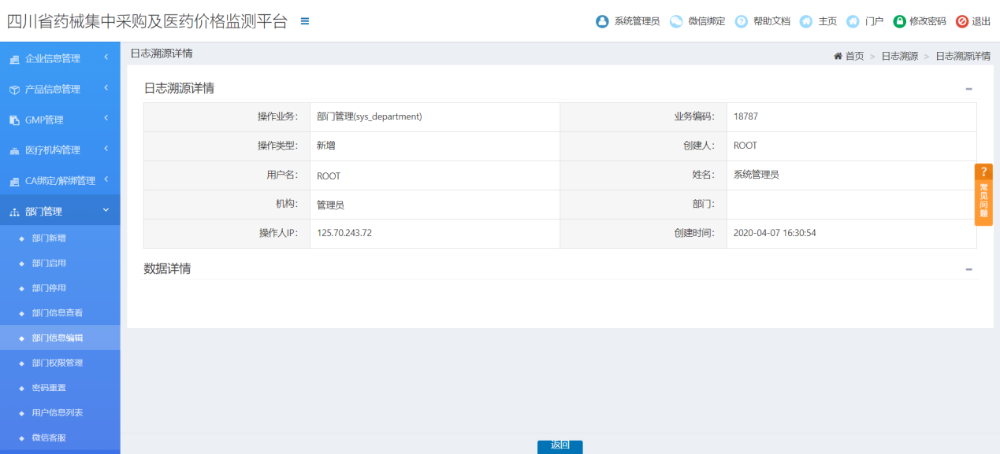 四川省药械集中采购及医药价格监测平台
系统管理员 微信绑定 帮助文档 主页 门户 修改密码 退出
企业信息管理
产品信息管理
GMP管理
医疗机构管理
CA绑定/解绑管理
部门管理
部门新增
部门启用
部门停用
部门信息查看
部门信息编辑
部门权限管理
密码重置
用户信息列表
微信客服
日志溯源详情
首页 > 日志溯源 > 日志溯源详情
日志溯源详情
操作业务: 部门管理(sys_department) 业务编码: 18787
操作类型: 新增 创建人: ROOT
用户名: ROOT 姓名: 系统管理员
机构: 管理员 部门:
操作人IP: 125.70.243.72 创建时间: 2020-04-07 16:30:54
数据详情
?
常见问题
返回